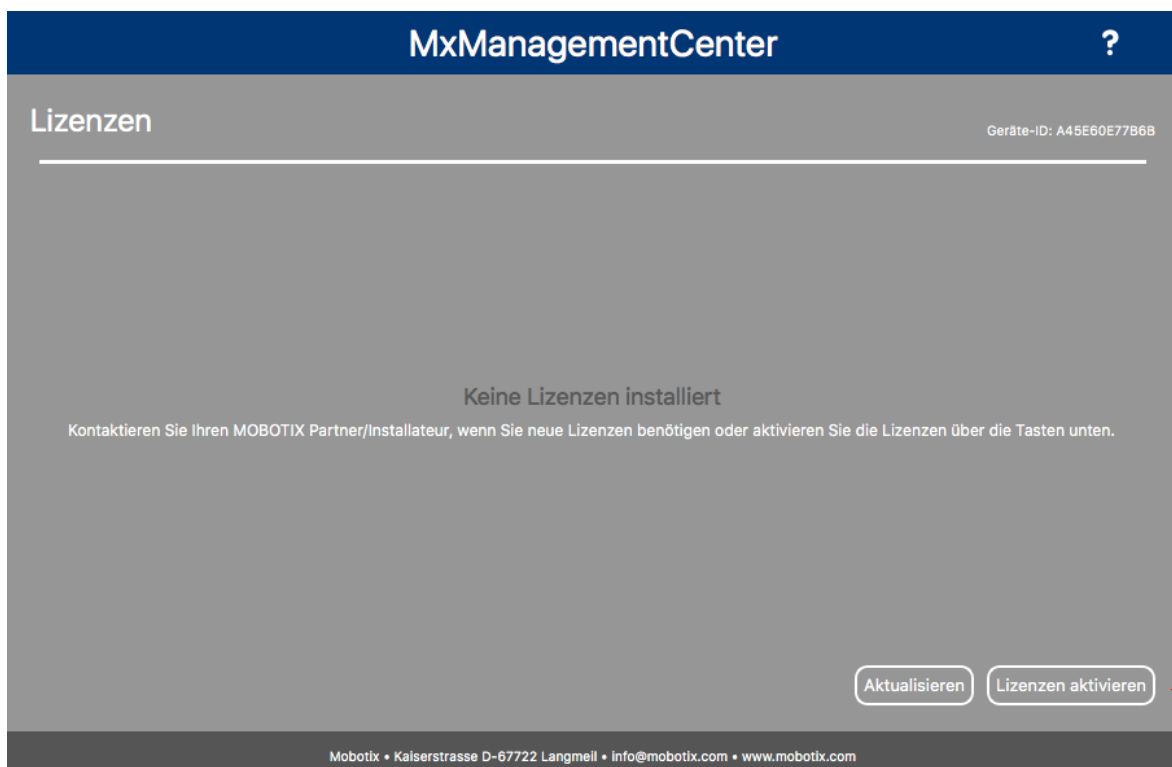 MxManagementCenter
?
Lizenzen
Geräte-ID: A45E60E77B6B
Keine Lizenzen installiert
Kontaktieren Sie Ihren MOBOTIX Partner/Installateur, wenn Sie neue Lizenzen benötigen oder aktivieren Sie die Lizenzen über die Tasten unten.
Aktualisieren
Lizenzen aktivieren
Mobotix • Kaiserstrasse D-67722 Langmeil • info@mobotix.com • www.mobotix.com